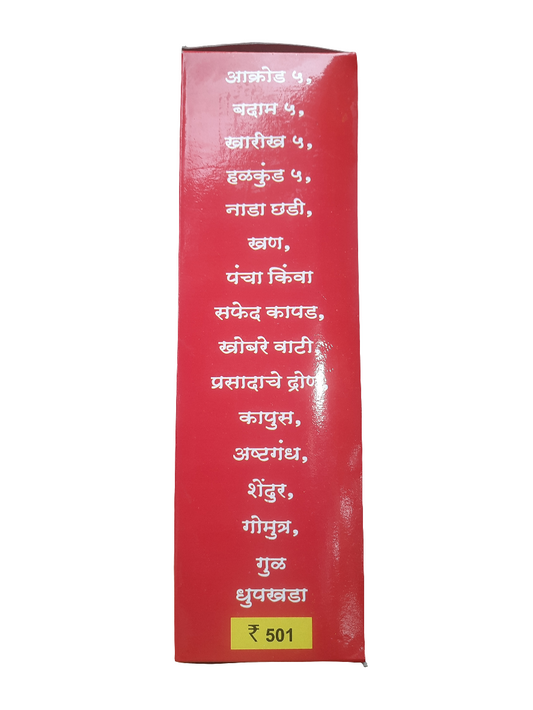 आक्रोड ५,
बदाम ५,
खारीख ५,
हळकुंड ५,
नाडा छडी,
खण,
पंचा किंवा
सफेद कापड,
खोबरे वाटी,
प्रसादाचे द्रोण,
कापुस,
अष्टगंध,
शेंदुर,
गोमुत्र,
गुळ
धुपखडा
₹ 501